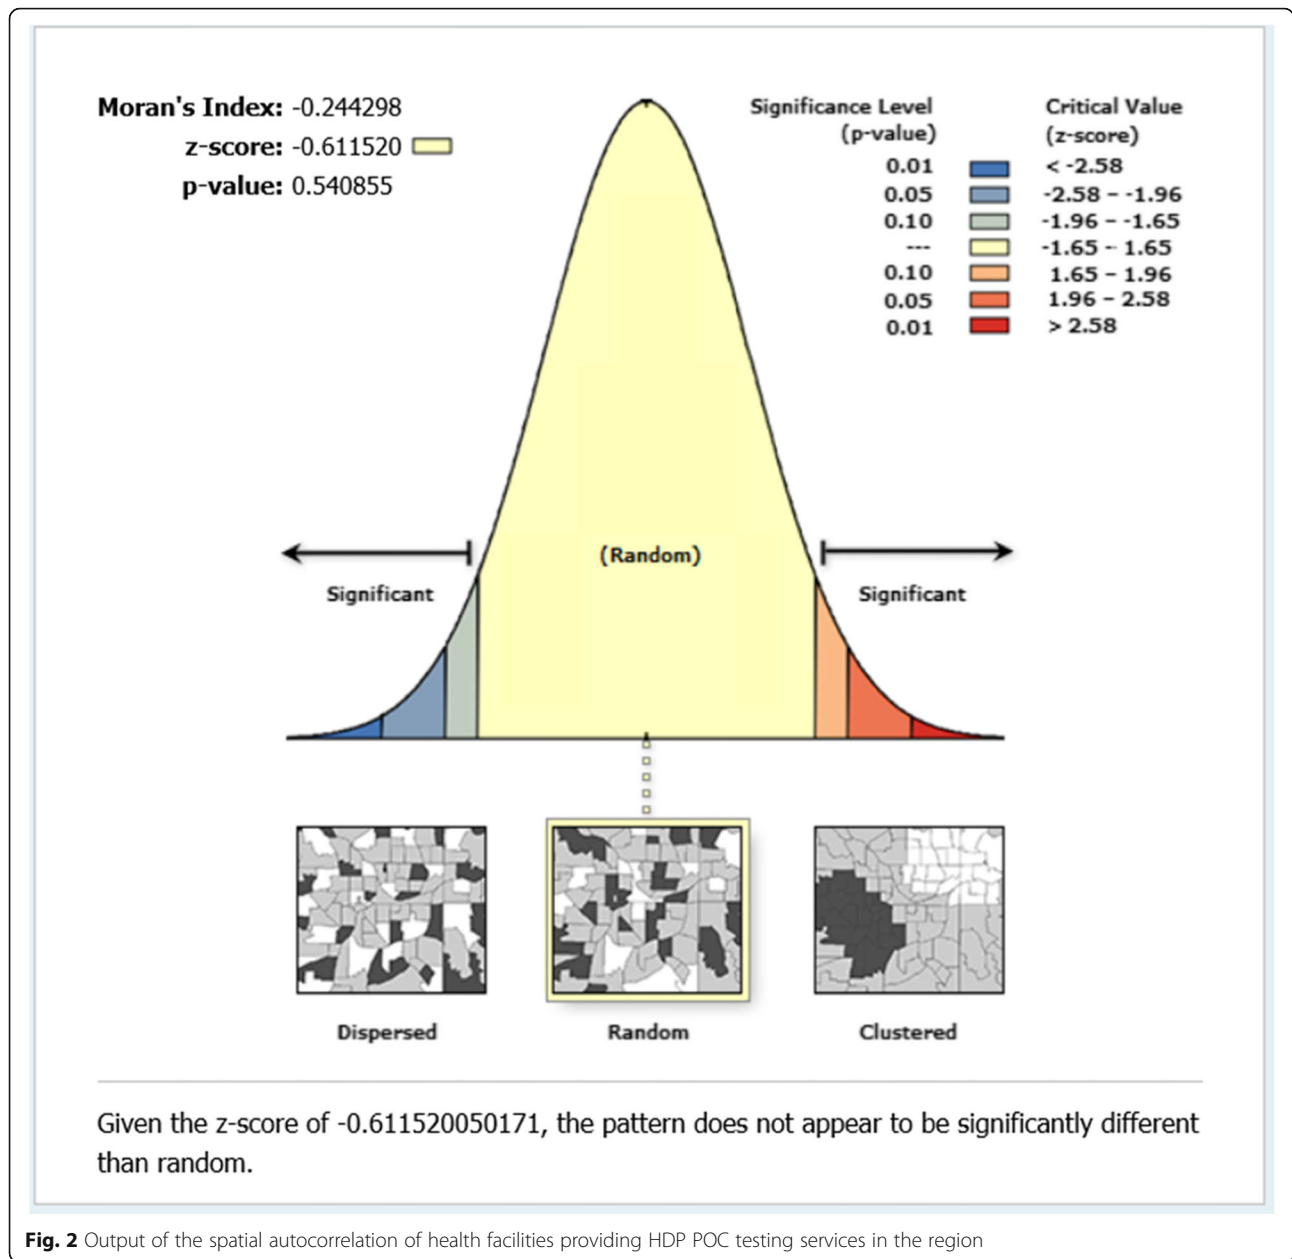 Moran's Index: -0.244298
z-score: -0.611520
p-value: 0.540855
Significance Level
(p-value)
Critical Value
(z-score)
0.01 < -2.58
0.05 -2.58 – -1.96
0.10 -1.96 – -1.65
--- -1.65 – 1.65
0.10 1.65 – 1.96
0.05 1.96 – 2.58
0.01 > 2.58
(Random)
Significant
Significant
Dispersed
Random
Clustered
Given the z-score of -0.611520050171, the pattern does not appear to be significantly different
than random.
Fig. 2 Output of the spatial autocorrelation of health facilities providing HDP POC testing services in the region